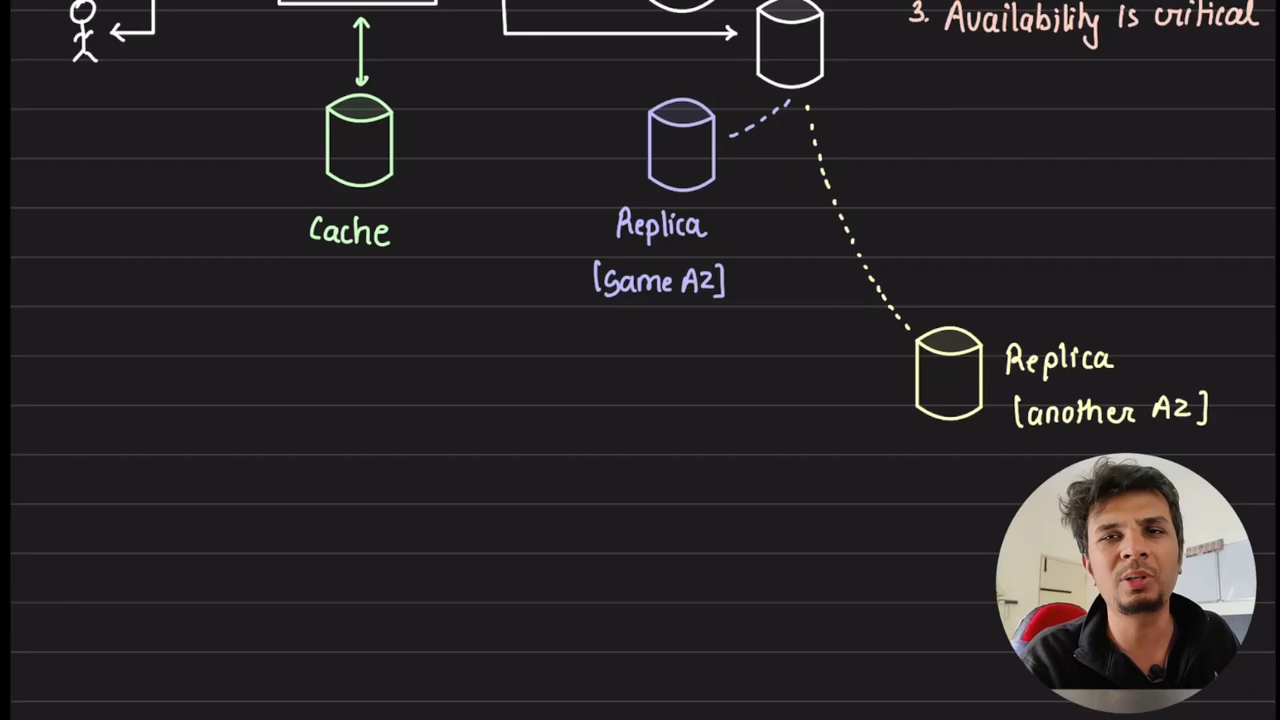 3. Availability is critical
Cache
Replica
[Same AZ]
Replica
[another AZ]